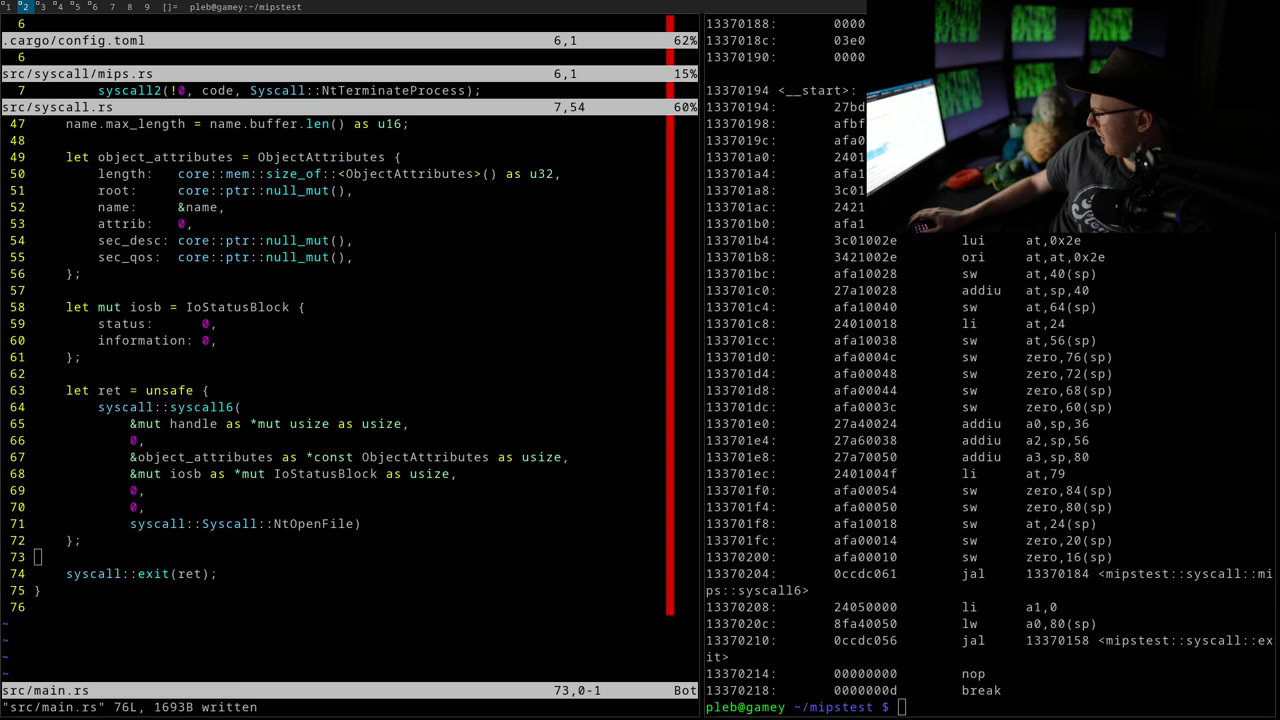 1 2 3 4 5 6 7 8 9 []= pleb@gamey:~/mipstest
6
.cargo/config.toml 6,1 62%
6
src/syscall/mips.rs 6,1 15%
7 syscall2(!0, code, Syscall::NtTerminateProcess);
src/syscall.rs 7,54 60%
47 name.max_length = name.buffer.len() as u16;
48
49 let object_attributes = ObjectAttributes {
50 length: core::mem::size_of::<ObjectAttributes>() as u32,
51 root: core::ptr::null_mut(),
52 name: &name,
53 attrib: 0,
54 sec_desc: core::ptr::null_mut(),
55 sec_qos: core::ptr::null_mut(),
56 };
57
58 let mut iosb = IoStatusBlock {
59 status: 0,
60 information: 0,
61 };
62
63 let ret = unsafe {
64 syscall::syscall6(
65 &mut handle as *mut usize as usize,
66 0,
67 &object_attributes as *const ObjectAttributes as usize,
68 &mut iosb as *mut IoStatusBlock as usize,
69 0,
70 0,
71 syscall::Syscall::NtOpenFile)
72 };
73
74 syscall::exit(ret);
75 }
76
~
~
~
~
src/main.rs 73,0-1 Bot
"src/main.rs" 76L, 1693B written
13370188: 0000
1337018c: 03e0
13370190: 0000
13370194 <__start>:
13370194: 27bd
13370198: afbf
1337019c: afa0
133701a0: 2401
133701a4: afa1
133701a8: 3c01
133701ac: 2421
133701b0: afa1
133701b4: 3c01002e lui at,0x2e
133701b8: 3421002e ori at,at,0x2e
133701bc: afa10028 sw at,40(sp)
133701c0: 27a10028 addiu at,sp,40
133701c4: afa10040 sw at,64(sp)
133701c8: 24010018 li at,24
133701cc: afa10038 sw at,56(sp)
133701d0: afa0004c sw zero,76(sp)
133701d4: afa00048 sw zero,72(sp)
133701d8: afa00044 sw zero,68(sp)
133701dc: afa0003c sw zero,60(sp)
133701e0: 27a40024 addiu a0,sp,36
133701e4: 27a60038 addiu a2,sp,56
133701e8: 27a70050 addiu a3,sp,80
133701ec: 2401004f li at,79
133701f0: afa00054 sw zero,84(sp)
133701f4: afa00050 sw zero,80(sp)
133701f8: afa10018 sw at,24(sp)
133701fc: afa00014 sw zero,20(sp)
13370200: afa00010 sw zero,16(sp)
13370204: 0ccdc061 jal 13370184 <mipstest::syscall::mi
ps::syscall6>
13370208: 24050000 li a1,0
1337020c: 8fa40050 lw a0,80(sp)
13370210: 0ccdc056 jal 13370158 <mipstest::syscall::ex
it>
13370214: 00000000 nop
13370218: 0000000d break
pleb@gamey ~/mipstest $